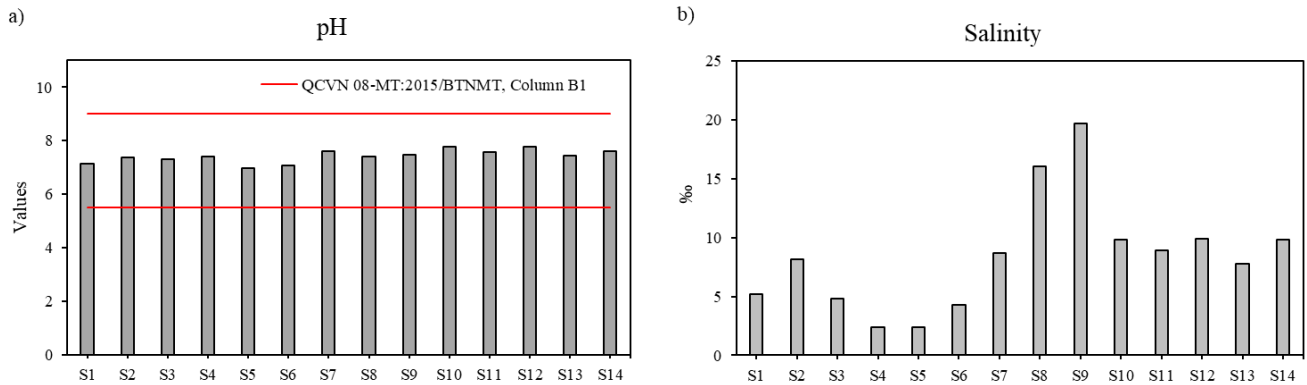 a)
pH
QCVN 08-MT:2015/BTNMT, Column B1
Values
10
8
6
4
2
0
S1 S2 S3 S4 S5 S6 S7 S8 S9 S10 S11 S12 S13 S14
b)
Salinity
‰
25
20
15
10
5
0
S1 S2 S3 S4 S5 S6 S7 S8 S9 S10 S11 S12 S13 S14